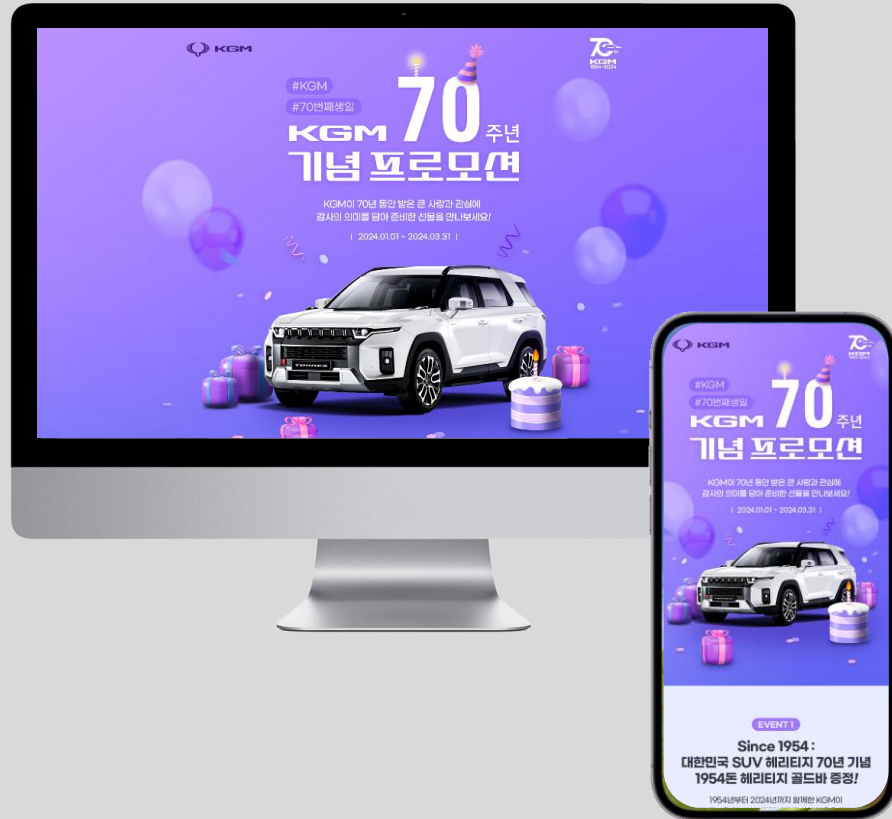 KGM
70
KGM
1954-2024
#KGM
#70번째생일
KGM 70 주년
기념 프로모션
KGM이 70년 동안 받은 큰 사랑과 관심에
감사의 의미를 담아 준비한 선물을 만나보세요!
| 2024.01.01 ~ 2024.03.31 |
TORRES
KGM
70
KGM
#KGM
#70번째생일
KGM 70 주년
기념 프로모션
KGM이 70년 동안 받은 큰 사랑과 관심에
감사의 의미를 담아 준비한 선물을 만나보세요!
| 2024.01.01 ~ 2024.03.31 |
EVENT 1
Since 1954 :
대한민국 SUV 헤리티지 70년 기념
1954돈 헤리티지 골드바 증정!
1954년부터 2024년까지 함께한 KGM이